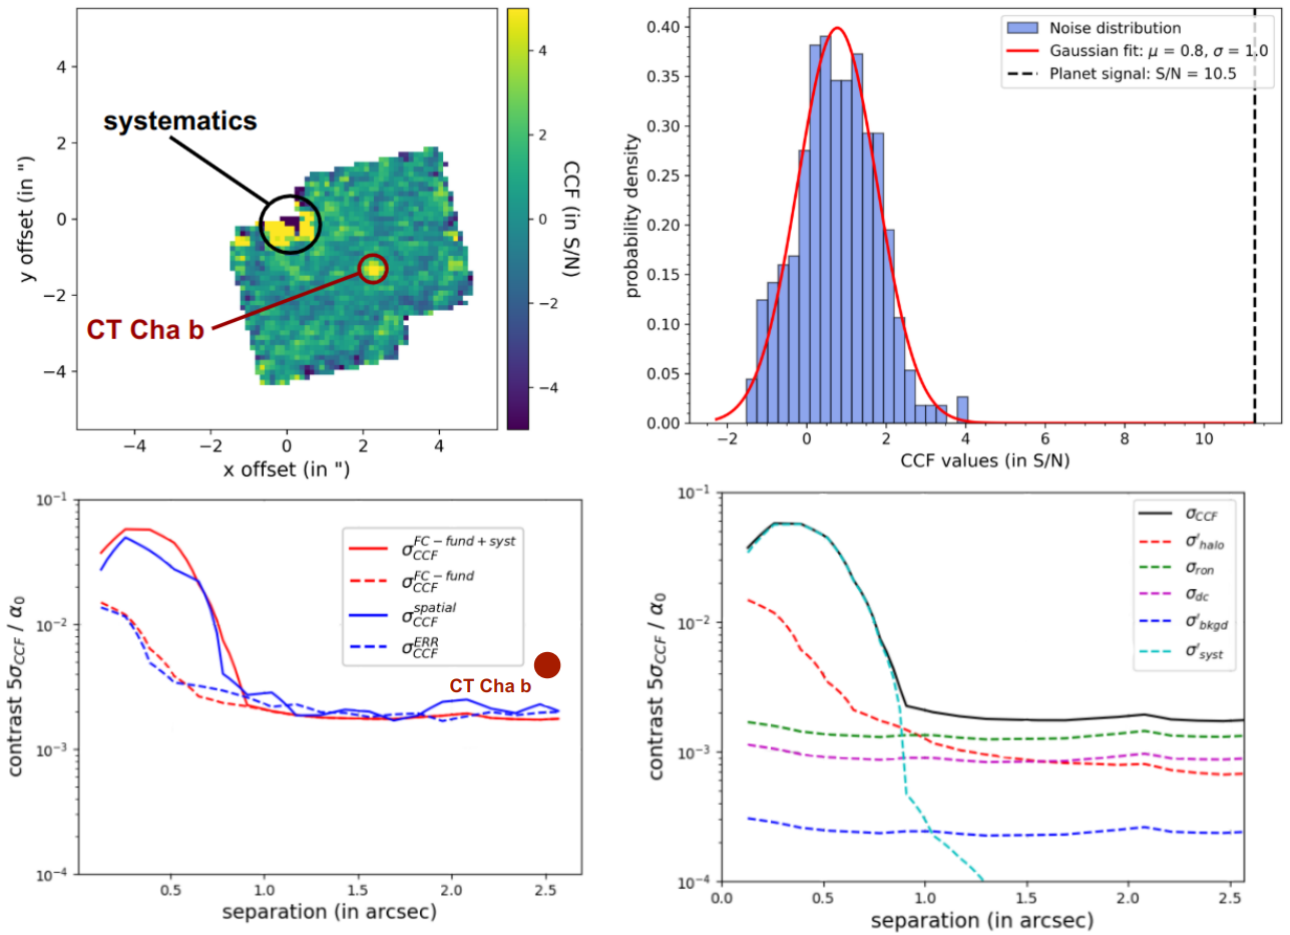 systematics
CT Cha b
4
2
0
−2
−4
y offset (in ")
−4
−2
0
2
4
x offset (in ")
4
2
0
−2
−4
CCF (in S/N)
0.40
0.35
0.30
0.25
0.20
0.15
0.10
0.05
0.00
probability density
Noise distribution
Gaussian fit: μ = 0.8, σ = 1.0
Planet signal: S/N = 10.5
−2
0
2
4
6
8
10
CCF values (in S/N)
10⁻¹
10⁻²
10⁻³
10⁻⁴
contrast 5σ_CCF / α₀
σ_CCF^FC−fund+syst
σ_CCF^FC−fund
σ_CCF^spatial
σ_CCF^ERR
CT Cha b
0.5
1.0
1.5
2.0
2.5
separation (in arcsec)
10⁻¹
10⁻²
10⁻³
10⁻⁴
contrast 5σ_CCF / α₀
σ_CCF
σ′_halo
σ_ron
σ_dc
σ′_bkgd
σ′_syst
0.0
0.5
1.0
1.5
2.0
2.5
separation (in arcsec)